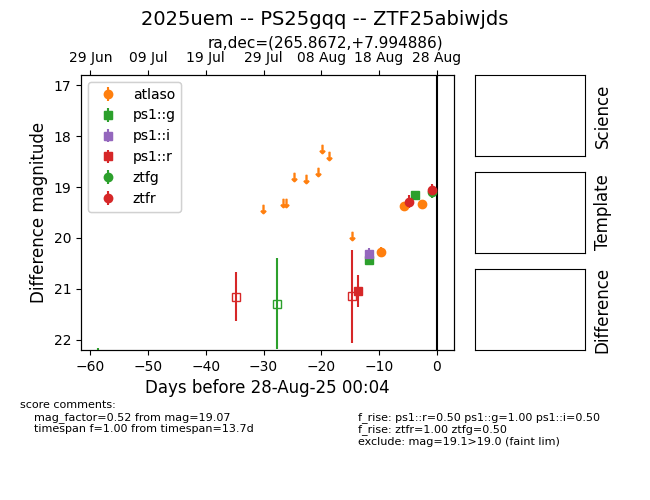 2025uem -- PS25gqq -- ZTF25abiwjds
ra,dec=(265.8672,+7.994886)
29 Jun 09 Jul 19 Jul 29 Jul 08 Aug 18 Aug 28 Aug
17
18
19
20
21
22
Difference magnitude
atlaso
ps1::g
ps1::i
ps1::r
ztfg
ztfr
−60 −50 −40 −30 −20 −10 0
Days before 28-Aug-25 00:04
Science
Template
Difference
score comments:
mag_factor=0.52 from mag=19.07
timespan f=1.00 from timespan=13.7d
f_rise: ps1::r=0.50 ps1::g=1.00 ps1::i=0.50
f_rise: ztfr=1.00 ztfg=0.50
exclude: mag=19.1>19.0 (faint lim)